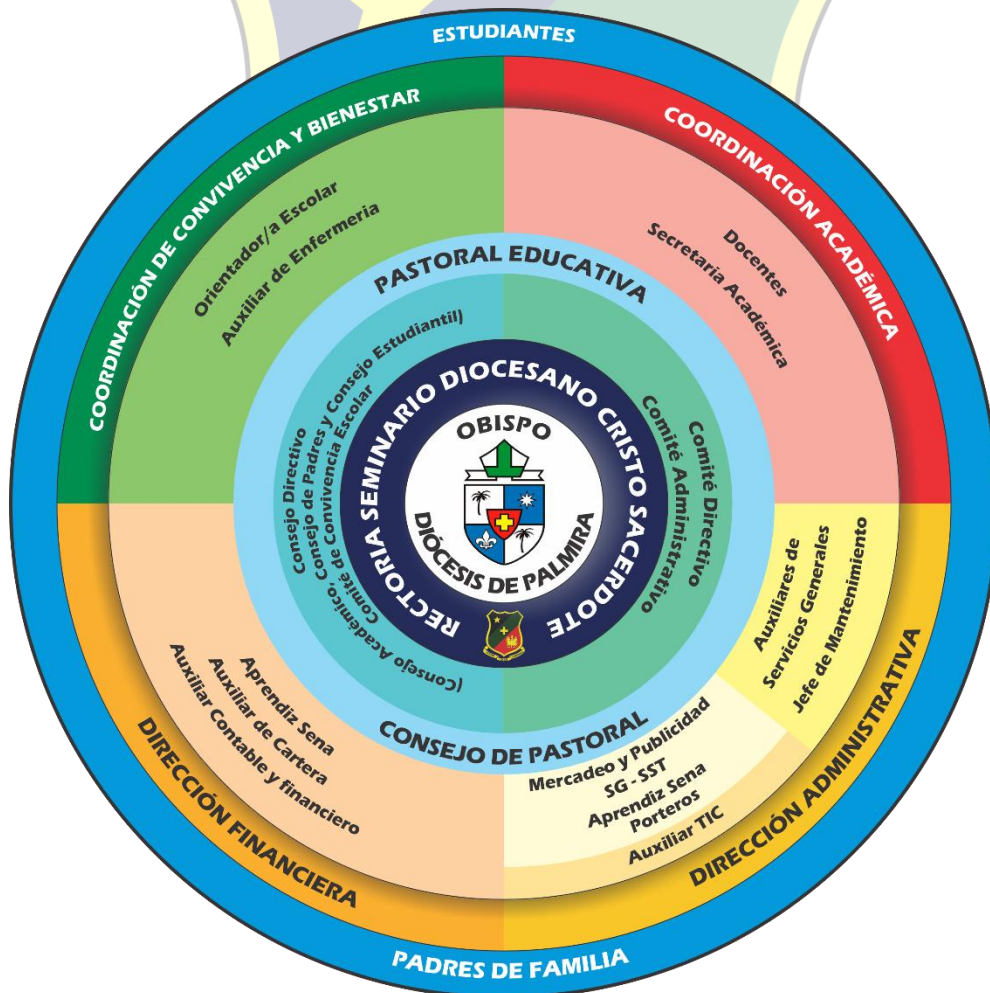 ESTUDIANTES
COORDINACIÓN DE CONVIVENCIA Y BIENESTAR
COORDINACIÓN ACADÉMICA
Orientador/a Escolar
Auxiliar de Enfermería
Docentes
Secretaria Académica
PASTORAL EDUCATIVA
Consejo Directivo
(Consejo Académico, Consejo de Padres y Consejo Estudiantil)
Comité de Convivencia Escolar
Comité Directivo
Comité Administrativo
RECTORIA SEMINARIO DIOCESANO CRISTO SACERDOTE
OBISPO
DIÓCESIS DE PALMIRA
CONSEJO DE PASTORAL
Aprendiz Sena
Auxiliar de Cartera
Auxiliar Contable y financiero
DIRECCIÓN FINANCIERA
Mercadeo y Publicidad
SG - SST
Aprendiz Sena
Porteros
Auxiliar TIC
Auxiliares de
Servicios Generales
Jefe de Mantenimiento
DIRECCIÓN ADMINISTRATIVA
PADRES DE FAMILIA